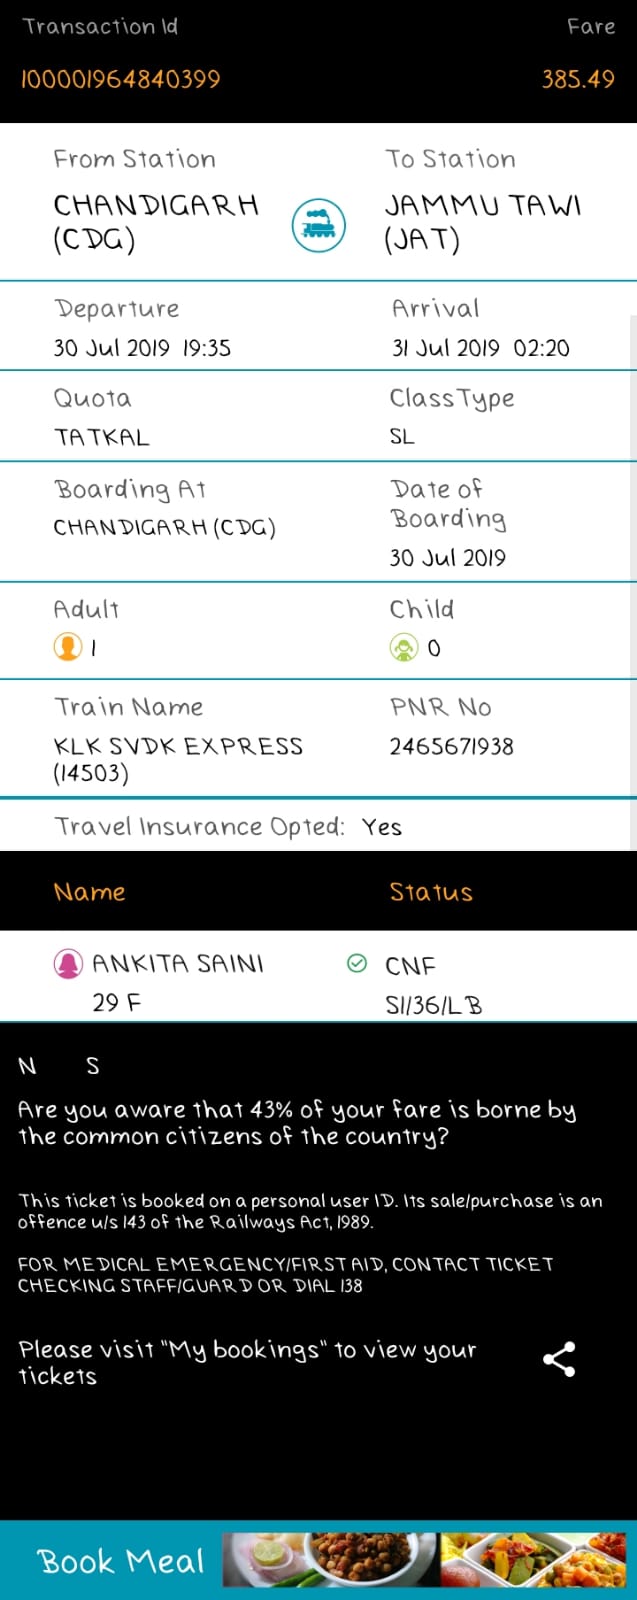 Transaction Id Fare
100001964840399 385.49
From Station To Station
CHANDIGARH JAMMU TAWI
(CDG) (JAT)
Departure Arrival
30 Jul 2019 19:35 31 Jul 2019 02:20
Quota ClassType
TATKAL SL
Boarding At Date of
Boarding
CHANDIGARH (CDG)
30 Jul 2019
Adult Child
1 0
Train Name PNR No
KLK SVDK EXPRESS 2465671938
(14503)
Travel Insurance Opted: Yes
Name Status
ANKITA SAINI CNF
29 F S1/36/LB
N S
Are you aware that 43% of your fare is borne by
the common citizens of the country?
This ticket is booked on a personal user ID. Its sale/purchase is an
offence u/s 143 of the Railways Act, 1989.
FOR MEDICAL EMERGENCY/FIRST AID, CONTACT TICKET
CHECKING STAFF/GUARD OR DIAL 138
Please visit "My bookings" to view your
tickets
Book Meal